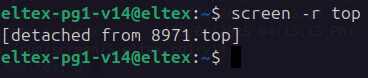 eltex-pg1-v14@eltex:~$ screen -r top
[detached from 8971.top]
eltex-pg1-v14@eltex:~$